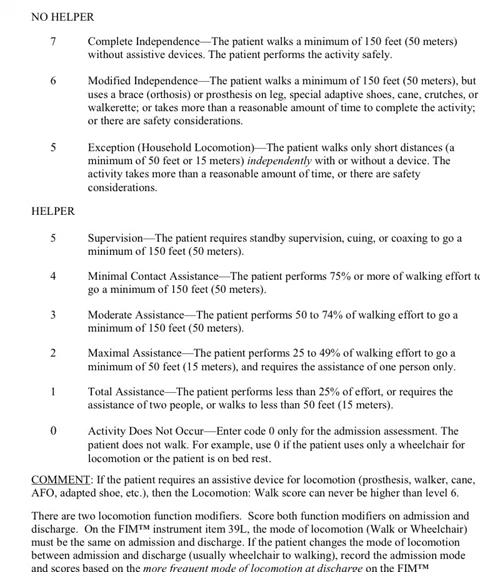 NO HELPER
7 Complete Independence—The patient walks a minimum of 150 feet (50 meters)
without assistive devices. The patient performs the activity safely.
6 Modified Independence—The patient walks a minimum of 150 feet (50 meters), but
uses a brace (orthosis) or prosthesis on leg, special adaptive shoes, cane, crutches, or
walkerette; or takes more than a reasonable amount of time to complete the activity;
or there are safety considerations.
5 Exception (Household Locomotion)—The patient walks only short distances (a
minimum of 50 feet or 15 meters) independently with or without a device. The
activity takes more than a reasonable amount of time, or there are safety
considerations.
HELPER
5 Supervision—The patient requires standby supervision, cuing, or coaxing to go a
minimum of 150 feet (50 meters).
4 Minimal Contact Assistance—The patient performs 75% or more of walking effort to
go a minimum of 150 feet (50 meters).
3 Moderate Assistance—The patient performs 50 to 74% of walking effort to go a
minimum of 150 feet (50 meters).
2 Maximal Assistance—The patient performs 25 to 49% of walking effort to go a
minimum of 50 feet (15 meters), and requires the assistance of one person only.
1 Total Assistance—The patient performs less than 25% of effort, or requires the
assistance of two people, or walks to less than 50 feet (15 meters).
0 Activity Does Not Occur—Enter code 0 only for the admission assessment. The
patient does not walk. For example, use 0 if the patient uses only a wheelchair for
locomotion or the patient is on bed rest.
COMMENT: If the patient requires an assistive device for locomotion (prosthesis, walker, cane,
AFO, adapted shoe, etc.), then the Locomotion: Walk score can never be higher than level 6.
There are two locomotion function modifiers. Score both function modifiers on admission and
discharge. On the FIM™ instrument item 39L, the mode of locomotion (Walk or Wheelchair)
must be the same on admission and discharge. If the patient changes the mode of locomotion
between admission and discharge (usually wheelchair to walking), record the admission mode
and scores based on the more frequent mode of locomotion at discharge on the FIM™